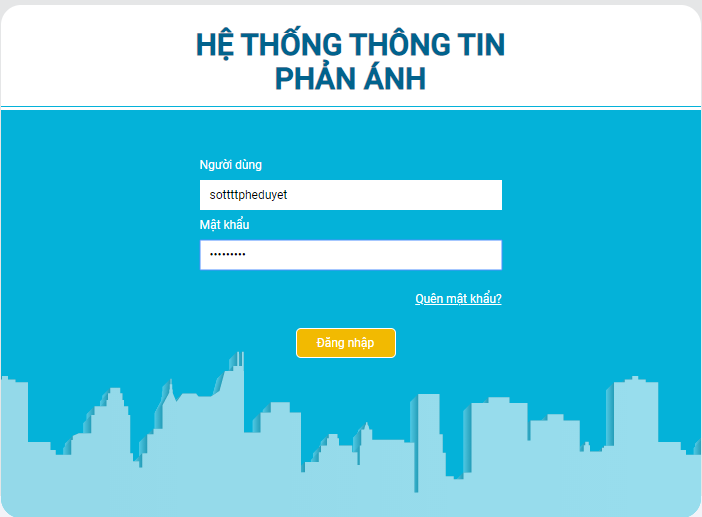 HỆ THỐNG THÔNG TIN
PHẢN ÁNH
Người dùng
sottttpheduyet
Mật khẩu
•••••••••
Quên mật khẩu?
Đăng nhập